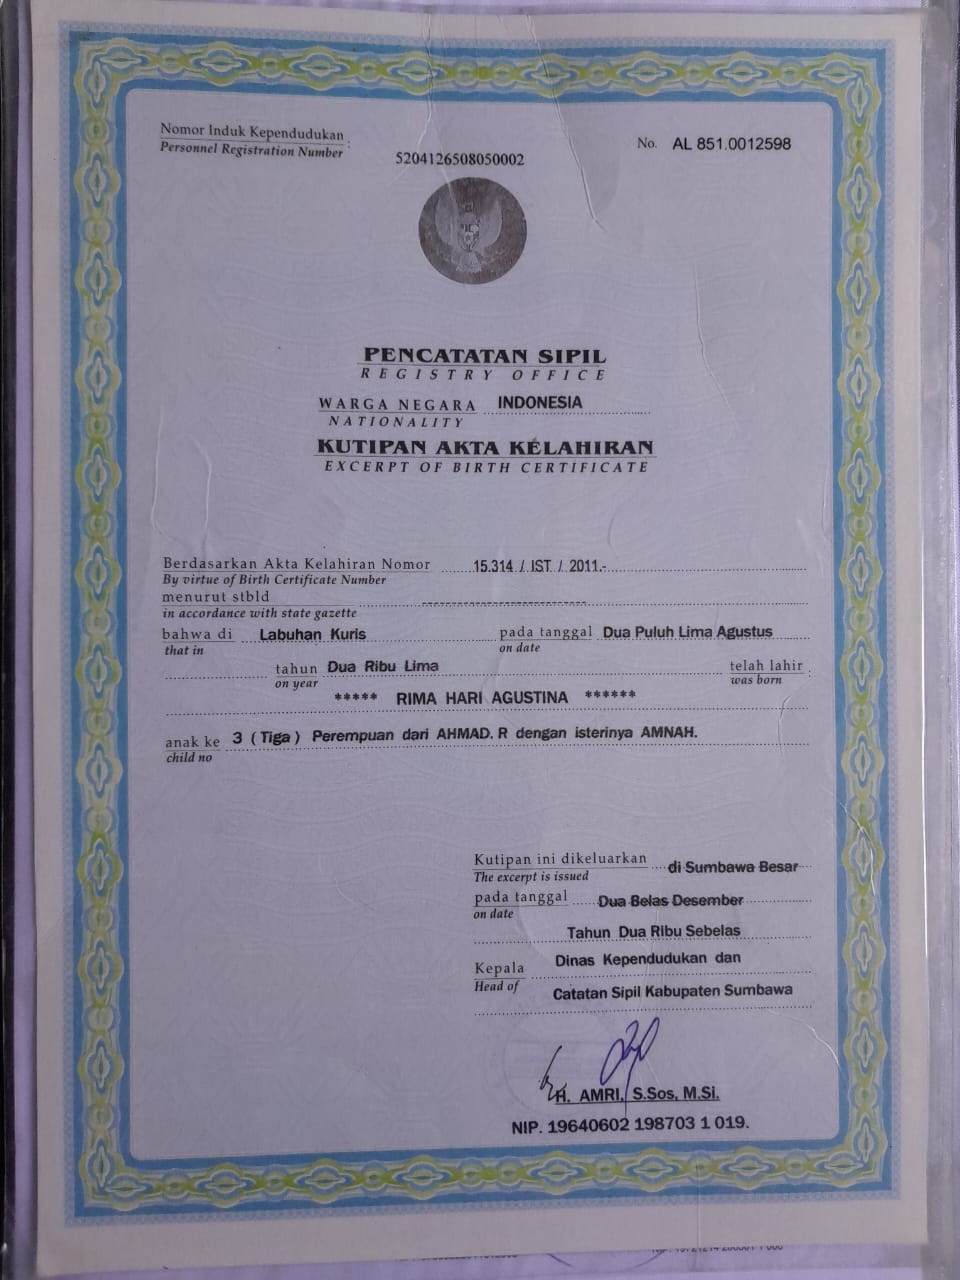 Nomor Induk Kependudukan :
Personnel Registration Number
5204126508050002
No. AL 851.0012598
PENCATATAN SIPIL
REGISTRY OFFICE
WARGA NEGARA INDONESIA
NATIONALITY
KUTIPAN AKTA KELAHIRAN
EXCERPT OF BIRTH CERTIFICATE
Berdasarkan Akta Kelahiran Nomor 15.314 / IST / 2011.-
By virtue of Birth Certificate Number
menurut stbld --------------------
in accordance with state gazette
bahwa di Labuhan Kuris pada tanggal Dua Puluh Lima Agustus
that in on date
tahun Dua Ribu Lima telah lahir :
on year was born
***** RIMA HARI AGUSTINA ******
anak ke 3 ( Tiga ) Perempuan dari AHMAD. R dengan isterinya AMNAH.
child no
Kutipan ini dikeluarkan di Sumbawa Besar
The excerpt is issued
pada tanggal Dua Belas Desember
on date
Tahun Dua Ribu Sebelas
Kepala Dinas Kependudukan dan
Head of Catatan Sipil Kabupaten Sumbawa
H. AMRI, S.Sos, M.Si.
NIP. 19640602 198703 1 019.